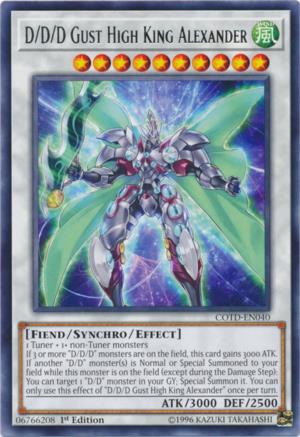 D/D/D Gust High King Alexander
WIND
風
COTD-EN040
[Fiend/Synchro/Effect]
1 Tuner + 1+ non-Tuner monsters
If 3 or more "D/D/D" monsters are on the field, this card gains 3000 ATK.
If another "D/D" monster(s) is Normal or Special Summoned to your
field while this monster is on the field (except during the Damage Step):
You can target 1 "D/D" monster in your GY; Special Summon it. You can
only use this effect of "D/D/D Gust High King Alexander" once per turn.
ATK/3000 DEF/2500
06766208 1st Edition ©1996 KAZUKI TAKAHASHI